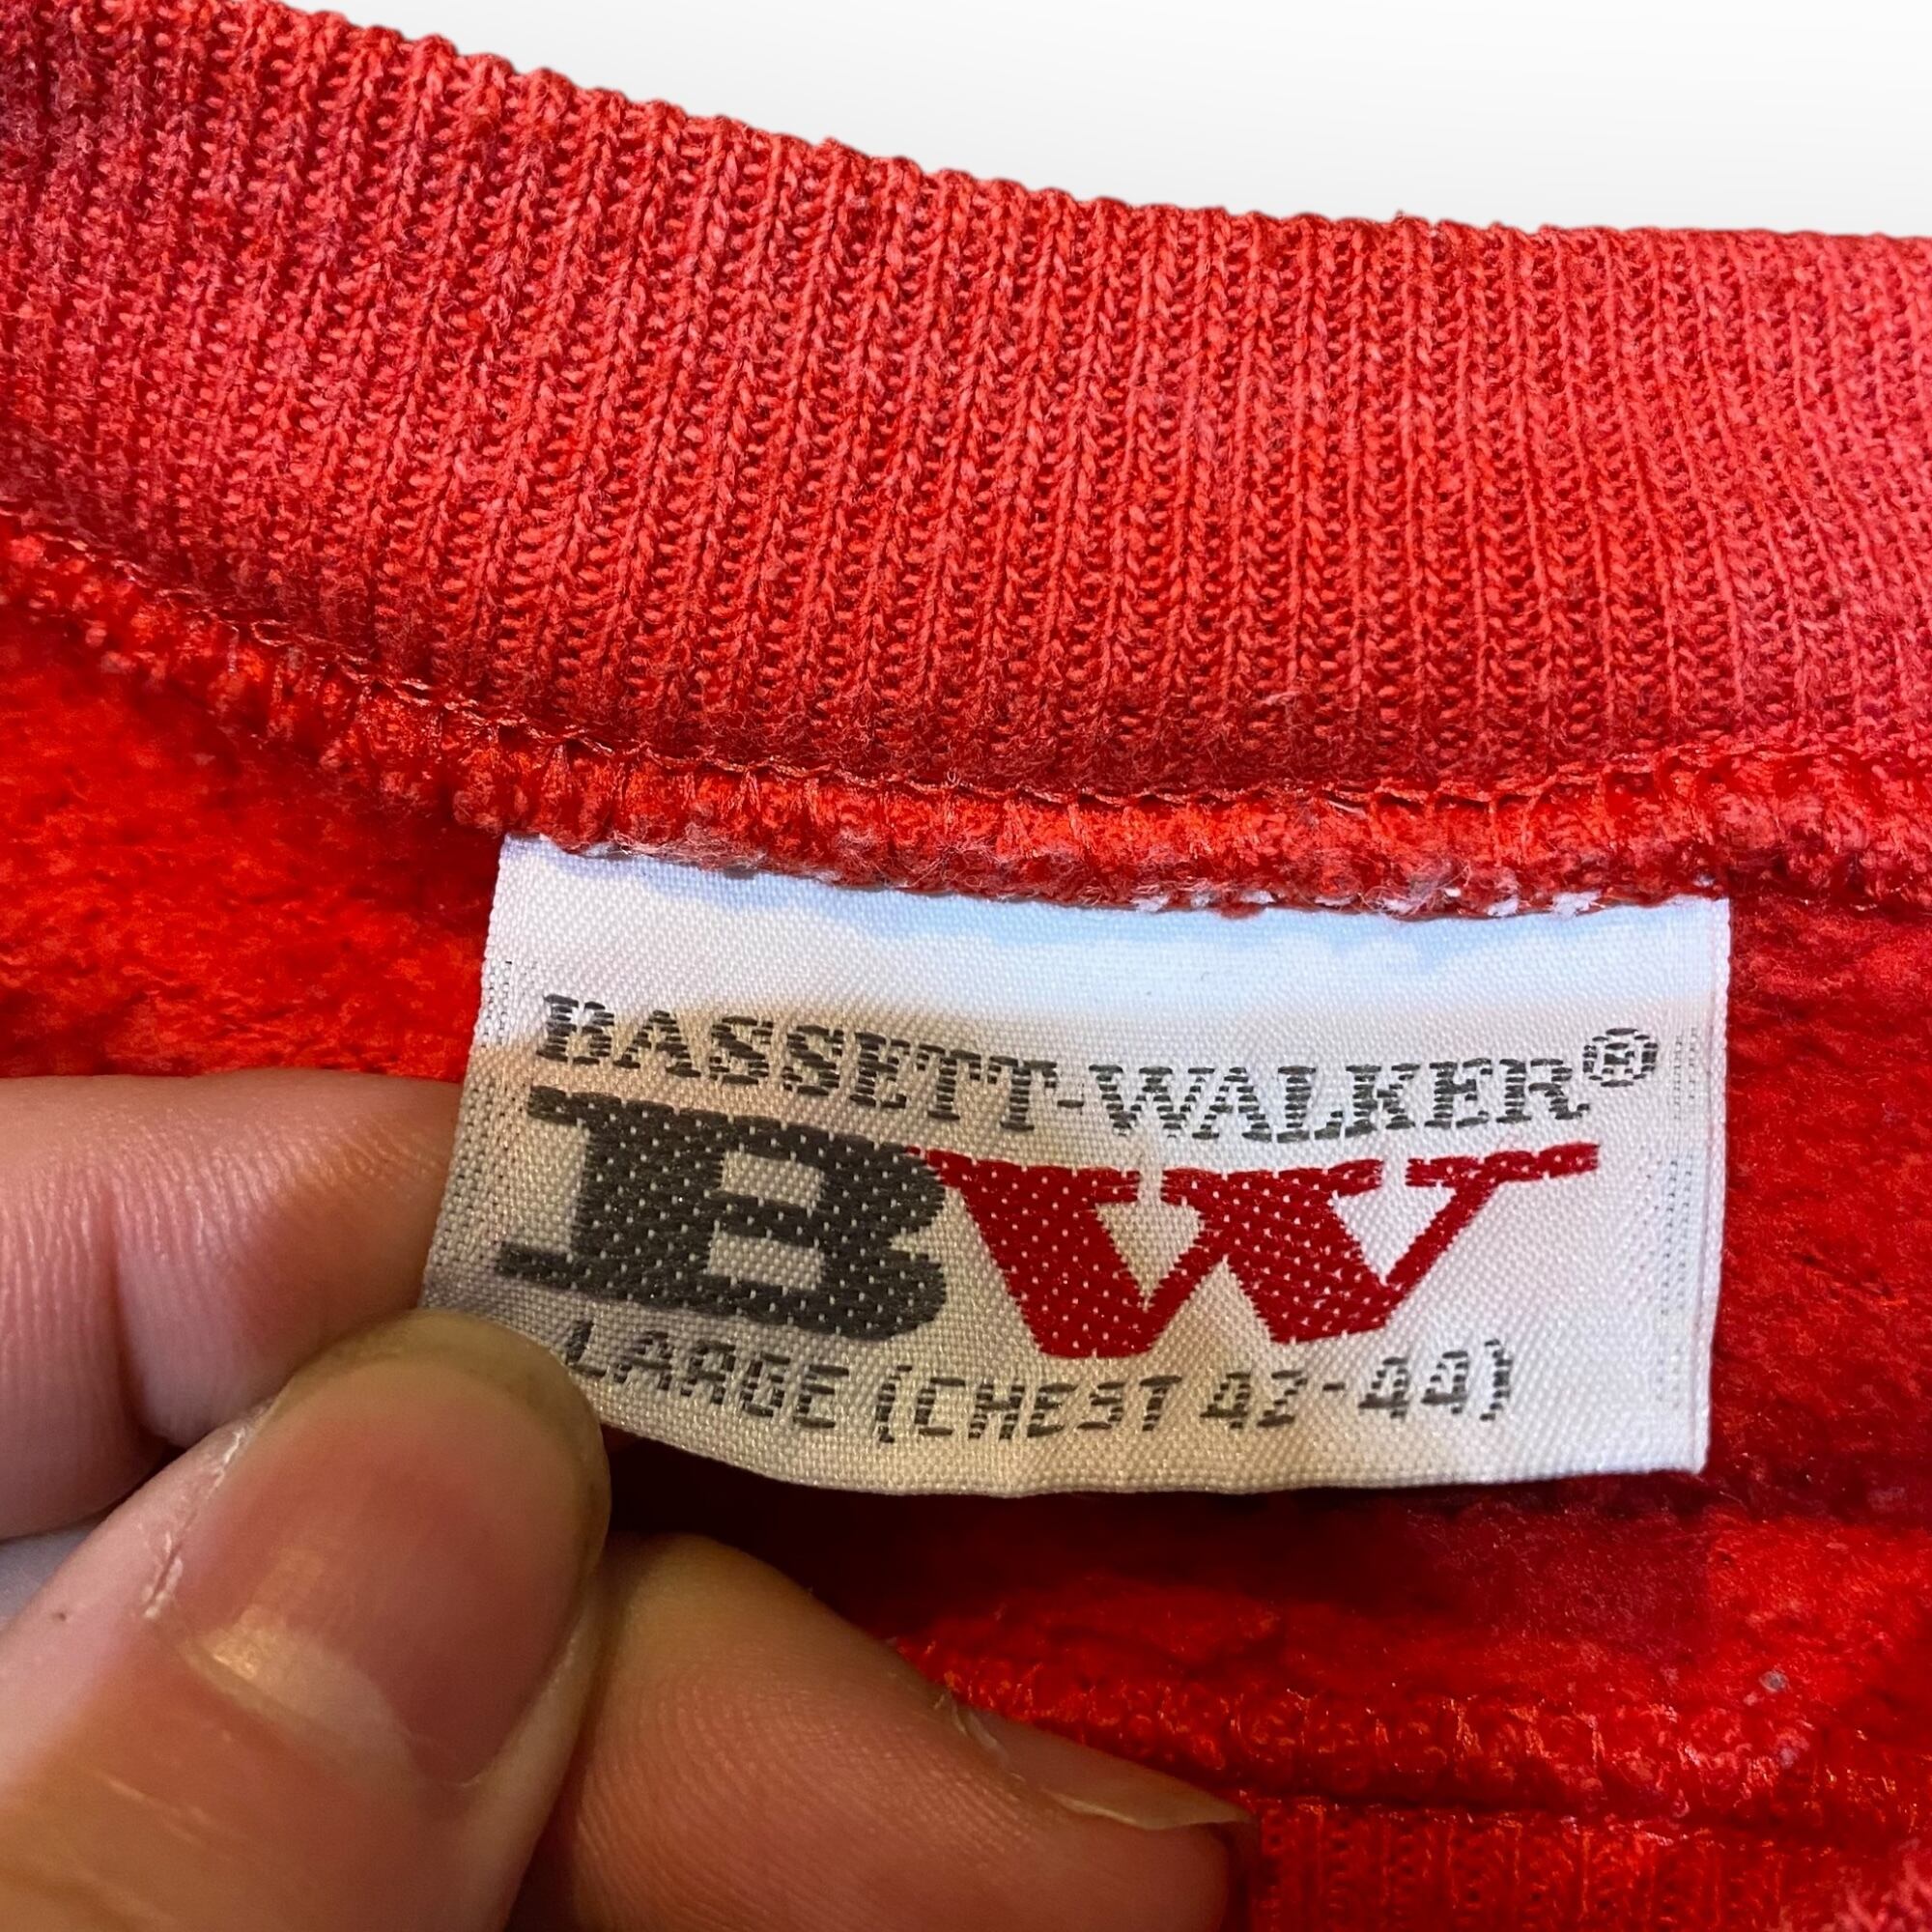 BASSETT-WALKER®
BW
LARGE (CHEST 42-44)